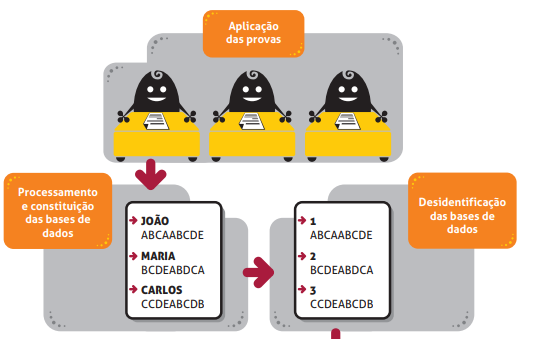 Aplicação
das provas
Processamento
e constituição
das bases de
dados
JOÃO
ABCAABCDE
MARIA
BCDEABDCA
CARLOS
CCDEABCDB
1
ABCAABCDE
2
BCDEABDCA
3
CCDEABCDB
Desidentificação
das bases de
dados